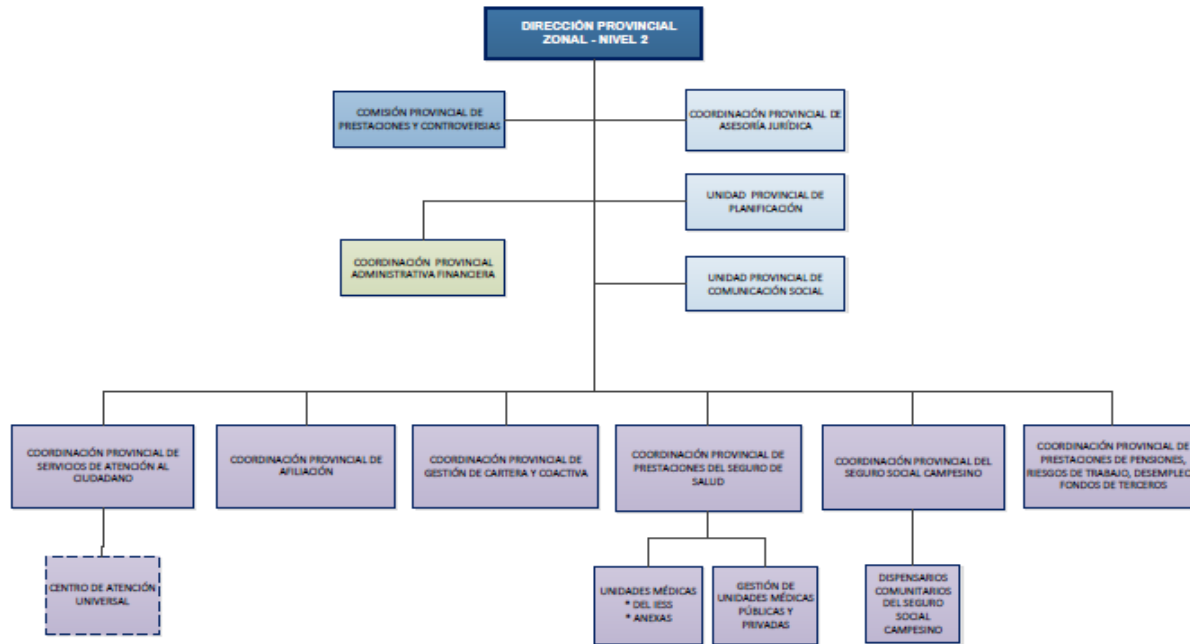 DIRECCIÓN PROVINCIAL
ZONAL - NIVEL 2
COMISIÓN PROVINCIAL DE
PRESTACIONES Y CONTROVERSIAS
COORDINACIÓN PROVINCIAL DE
ASESORÍA JURÍDICA
UNIDAD PROVINCIAL DE
PLANIFICACIÓN
COORDINACIÓN PROVINCIAL
ADMINISTRATIVA FINANCIERA
UNIDAD PROVINCIAL DE
COMUNICACIÓN SOCIAL
COORDINACIÓN PROVINCIAL DE
SERVICIOS DE ATENCIÓN AL
CIUDADANO
COORDINACIÓN PROVINCIAL DE
AFILIACIÓN
COORDINACIÓN PROVINCIAL DE
GESTIÓN DE CARTERA Y COACTIVA
COORDINACIÓN PROVINCIAL DE
PRESTACIONES DEL SEGURO DE
SALUD
COORDINACIÓN PROVINCIAL DEL
SEGURO SOCIAL CAMPESINO
COORDINACIÓN PROVINCIAL DE
PRESTACIONES DE PENSIONES,
RIESGOS DE TRABAJO, DESEMPLEO,
FONDOS DE TERCEROS
CENTRO DE ATENCIÓN
UNIVERSAL
UNIDADES MÉDICAS
* DEL IESS
* ANEXAS
GESTIÓN DE
UNIDADES MÉDICAS
PÚBLICAS Y
PRIVADAS
DISPENSARIOS
COMUNITARIOS
DEL SEGURO
SOCIAL
CAMPESINO